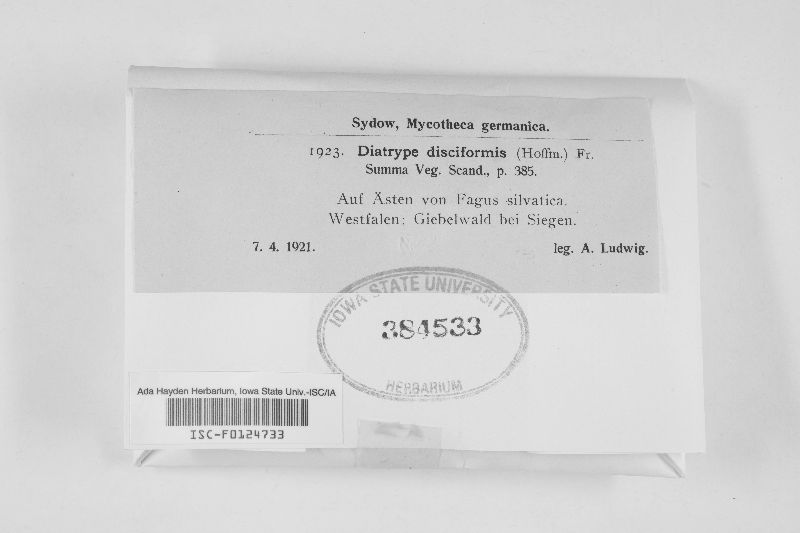 Sydow, Mycotheca germanica.
1923. Diatrype disciformis (Hoffm.) Fr.
Summa Veg. Scand., p. 385.
Auf Ästen von Fagus silvatica.
Westfalen: Giebelwald bei Siegen.
7. 4. 1921. leg. A. Ludwig.
IOWA STATE UNIVERSITY
384533
HERBARIUM
Ada Hayden Herbarium, Iowa State Univ.-ISC/IA
ISC-F0124733